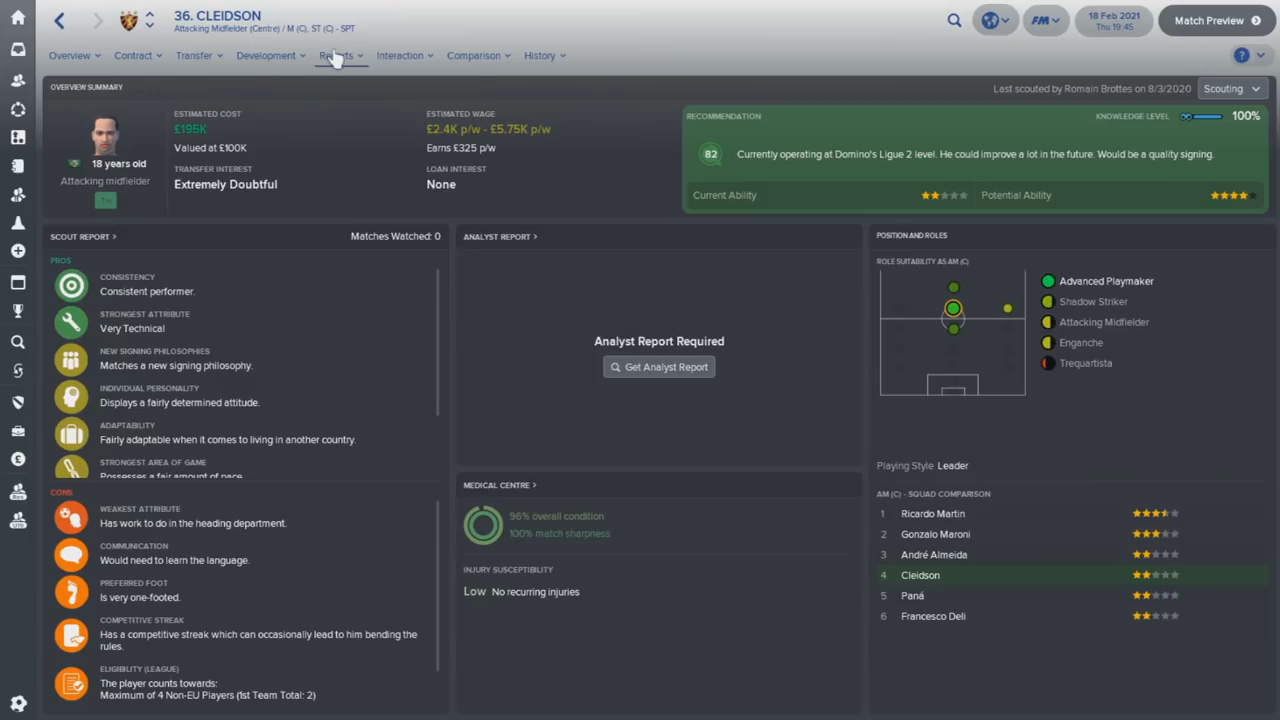 36. CLEIDSON
Attacking Midfielder (Centre) / M (C), ST (C) - SPT
FM
18 Feb 2021
Thu 19:45
Match Preview
Overview
Contract
Transfer
Development
Reports
Interaction
Comparison
History
?
OVERVIEW SUMMARY
Last scouted by Romain Brottes on 8/3/2020
Scouting
18 years old
Attacking midfielder
Trn
ESTIMATED COST
£195K
Valued at £100K
TRANSFER INTEREST
Extremely Doubtful
ESTIMATED WAGE
£2.4K p/w - £5.75K p/w
Earns £325 p/w
LOAN INTEREST
None
RECOMMENDATION
KNOWLEDGE LEVEL
100%
82
Currently operating at Domino's Ligue 2 level. He could improve a lot in the future. Would be a quality signing.
Current Ability
Potential Ability
SCOUT REPORT >
Matches Watched: 0
PROS
CONSISTENCY
Consistent performer.
STRONGEST ATTRIBUTE
Very Technical
NEW SIGNING PHILOSOPHIES
Matches a new signing philosophy.
INDIVIDUAL PERSONALITY
Displays a fairly determined attitude.
ADAPTABILITY
Fairly adaptable when it comes to living in another country.
STRONGEST AREA OF GAME
Possesses a fair amount of pace.
CONS
WEAKEST ATTRIBUTE
Has work to do in the heading department.
COMMUNICATION
Would need to learn the language.
PREFERRED FOOT
Is very one-footed.
COMPETITIVE STREAK
Has a competitive streak which can occasionally lead to him bending the
rules.
ELIGIBILITY (LEAGUE)
The player counts towards:
Maximum of 4 Non-EU Players (1st Team Total: 2)
ANALYST REPORT >
Analyst Report Required
Get Analyst Report
MEDICAL CENTRE >
96% overall condition
100% match sharpness
INJURY SUSCEPTIBILITY
Low No recurring injuries
POSITION AND ROLES
ROLE SUITABILITY AS AM (C)
Advanced Playmaker
Shadow Striker
Attacking Midfielder
Enganche
Trequartista
Playing Style Leader
AM (C) - SQUAD COMPARISON
1 Ricardo Martin
2 Gonzalo Maroni
3 André Almeida
4 Cleidson
5 Paná
6 Francesco Deli